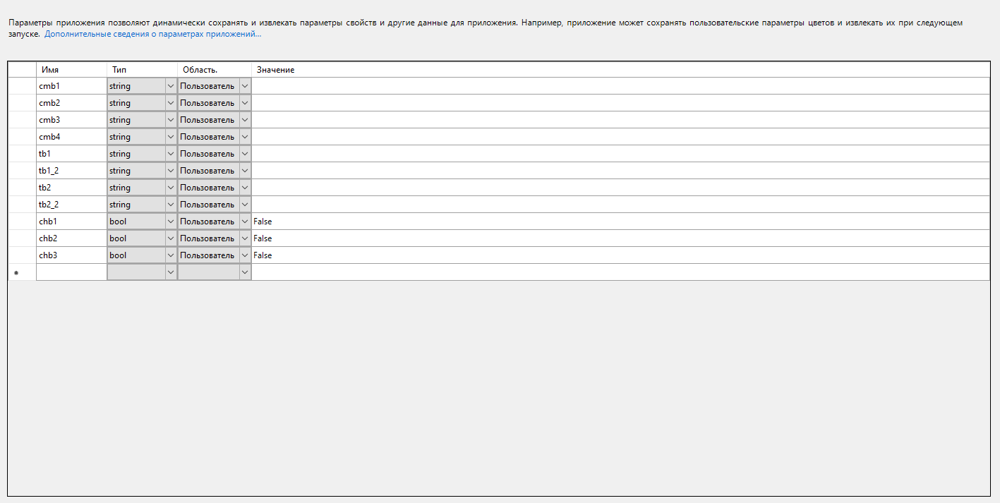 Параметры приложения позволяют динамически сохранять и извлекать параметры свойств и другие данные для приложения. Например, приложение может сохранять пользовательские параметры цветов и извлекать их при следующем
запуске. Дополнительные сведения о параметрах приложений...
Имя Тип Область. Значение
cmb1 string Пользователь
cmb2 string Пользователь
cmb3 string Пользователь
cmb4 string Пользователь
tb1 string Пользователь
tb1_2 string Пользователь
tb2 string Пользователь
tb2_2 string Пользователь
chb1 bool Пользователь False
chb2 bool Пользователь False
chb3 bool Пользователь False